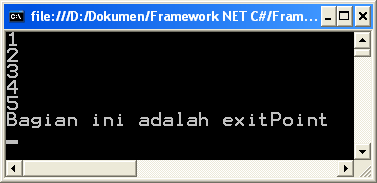 file:///D:/Dokumen/Framework NET C#/Fram...
1
2
3
4
5
Bagian ini adalah exitPoint